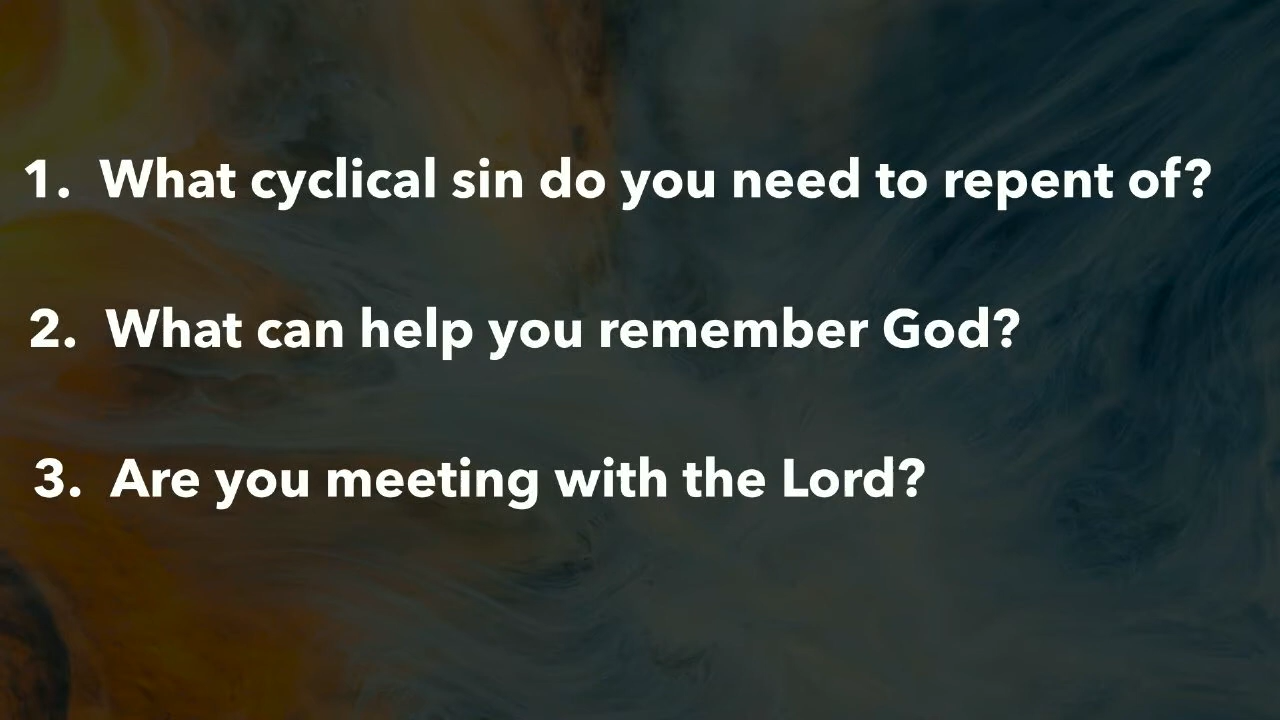 1. What cyclical sin do you need to repent of?
2. What can help you remember God?
3. Are you meeting with the Lord?